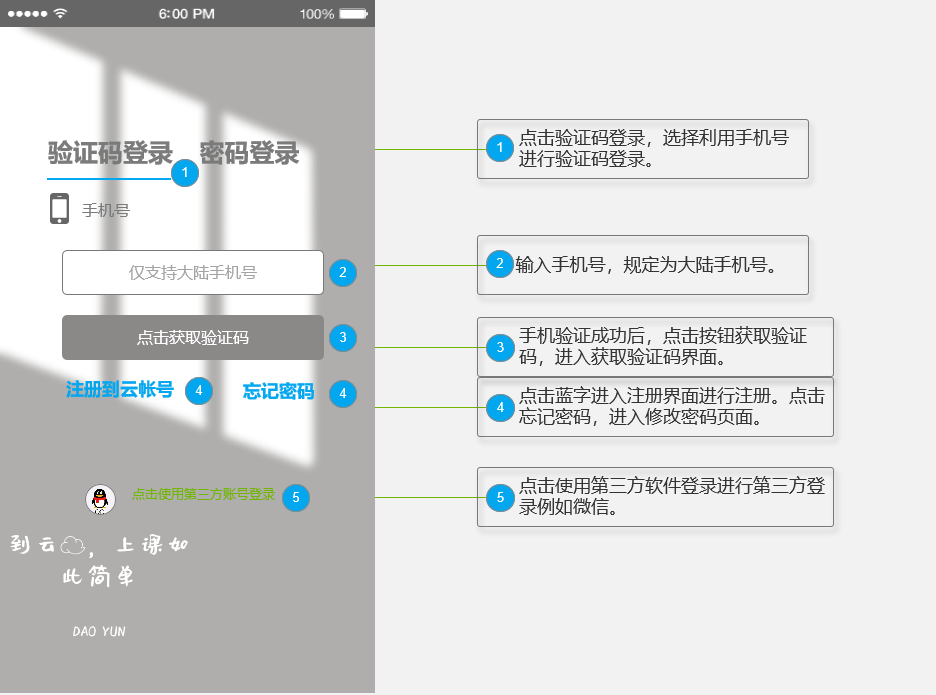 6:00 PM
100%
验证码登录
密码登录
1
手机号
仅支持大陆手机号
2
点击获取验证码
3
注册到云帐号
4
忘记密码
4
点击使用第三方账号登录
5
到云，上课如
此简单
DAO YUN
1
点击验证码登录，选择利用手机号
进行验证码登录。
2
输入手机号，规定为大陆手机号。
3
手机验证成功后，点击按钮获取验证
码，进入获取验证码界面。
4
点击蓝字进入注册界面进行注册。点击
忘记密码，进入修改密码页面。
5
点击使用第三方软件登录进行第三方登
录例如微信。